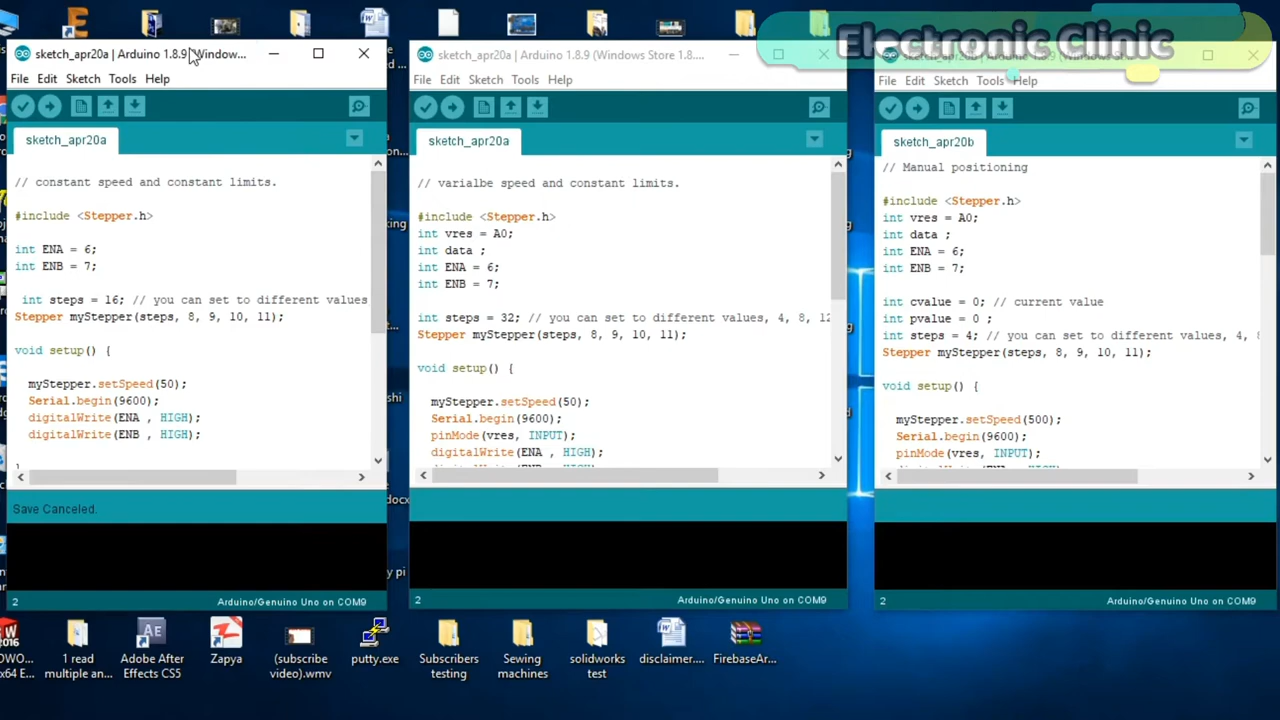 Electronic Clinic
sketch_apr20a | Arduino 1.8.9 (Window...
File Edit Sketch Tools Help
sketch_apr20a
// constant speed and constant limits.
#include <Stepper.h>
int ENA = 6;
int ENB = 7;
int steps = 16; // you can set to different values
Stepper myStepper(steps, 8, 9, 10, 11);
void setup() {
myStepper.setSpeed(50);
Serial.begin(9600);
digitalWrite(ENA , HIGH);
digitalWrite(ENB , HIGH);
Save Canceled.
2
Arduino/Genuino Uno on COM9
sketch_apr20a | Arduino 1.8.9 (Windows Store 1.8....
File Edit Sketch Tools Help
sketch_apr20a
// varialbe speed and constant limits.
#include <Stepper.h>
int vres = A0;
int data ;
int ENA = 6;
int ENB = 7;
int steps = 32; // you can set to different values, 4, 8, 12
Stepper myStepper(steps, 8, 9, 10, 11);
void setup() {
myStepper.setSpeed(50);
Serial.begin(9600);
pinMode(vres, INPUT);
digitalWrite(ENA , HIGH);
2
Arduino/Genuino Uno on COM9
File Edit Sketch Tools Help
sketch_apr20b
// Manual positioning
#include <Stepper.h>
int vres = A0;
int data ;
int ENA = 6;
int ENB = 7;
int cvalue = 0; // current value
int pvalue = 0 ;
int steps = 4; // you can set to different values, 4,
Stepper myStepper(steps, 8, 9, 10, 11);
void setup() {
myStepper.setSpeed(500);
Serial.begin(9600);
pinMode(vres, INPUT);
2
Arduino/Genuino Uno on COM9
1 read multiple an...
Adobe After Effects CS5
Zapya
(subscribe video).wmv
putty.exe
Subscribers testing
Sewing machines
solidworks test
disclaimer....
FirebaseAr...